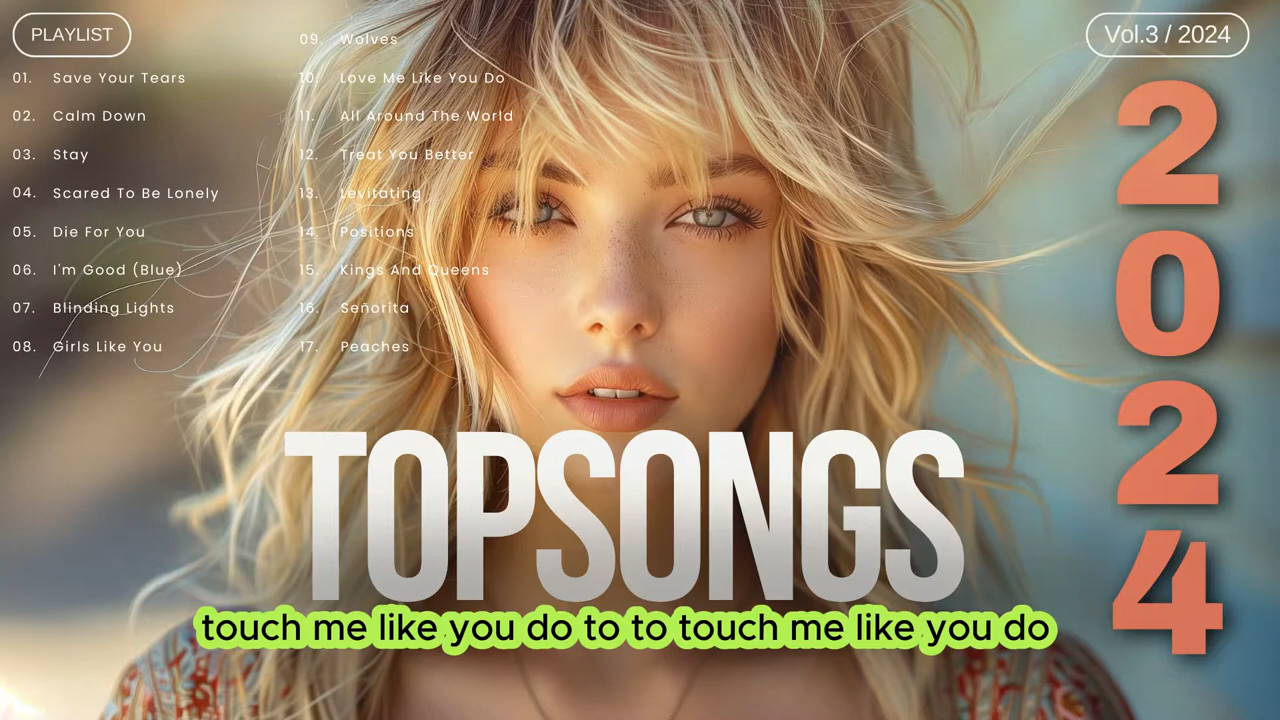 PLAYLIST
01. Save Your Tears
02. Calm Down
03. Stay
04. Scared To Be Lonely
05. Die For You
06. I'm Good (Blue)
07. Blinding Lights
08. Girls Like You
09. Wolves
10. Love Me Like You Do
11. All Around The World
12. Treat You Better
13. Levitating
14. Positions
15. Kings And Queens
16. Señorita
17. Peaches
Vol.3 / 2024
2024
TOPSONGS
touch me like you do to to touch me like you do